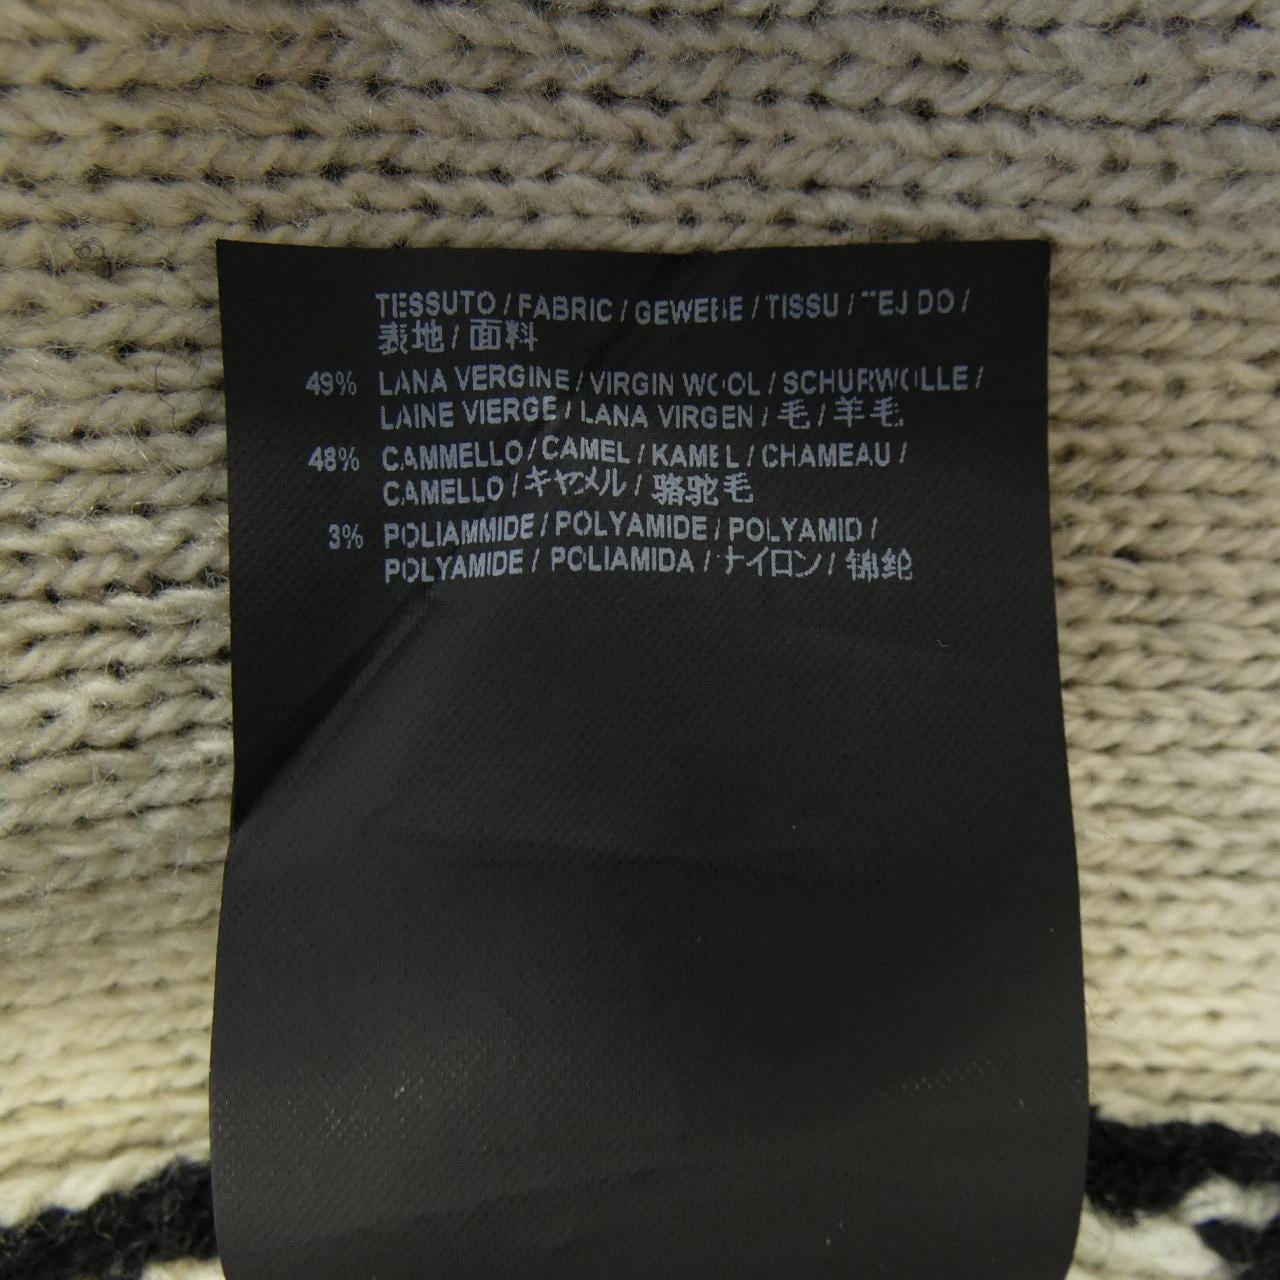 TESSUTO / FABRIC / GEWEBE / TISSU / TEJIDO /
表地 / 面料
49% LANA VERGINE / VIRGIN WOOL / SCHURWOLLE /
LAINE VIERGE / LANA VIRGEN / 毛 / 羊毛
48% CAMMELLO / CAMEL / KAMEL / CHAMEAU /
CAMELLO / キャメル / 骆驼毛
3% POLIAMMIDE / POLYAMIDE / POLYAMID /
POLYAMIDE / POLIAMIDA / ナイロン / 锦纶